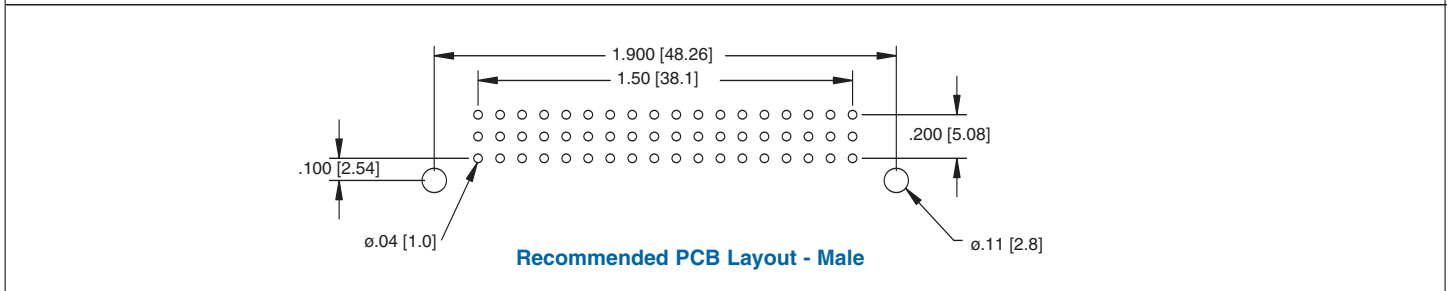 1.900 [48.26]
1.50 [38.1]
.200 [5.08]
.100 [2.54]
ø.04 [1.0]
ø.11 [2.8]
Recommended PCB Layout - Male